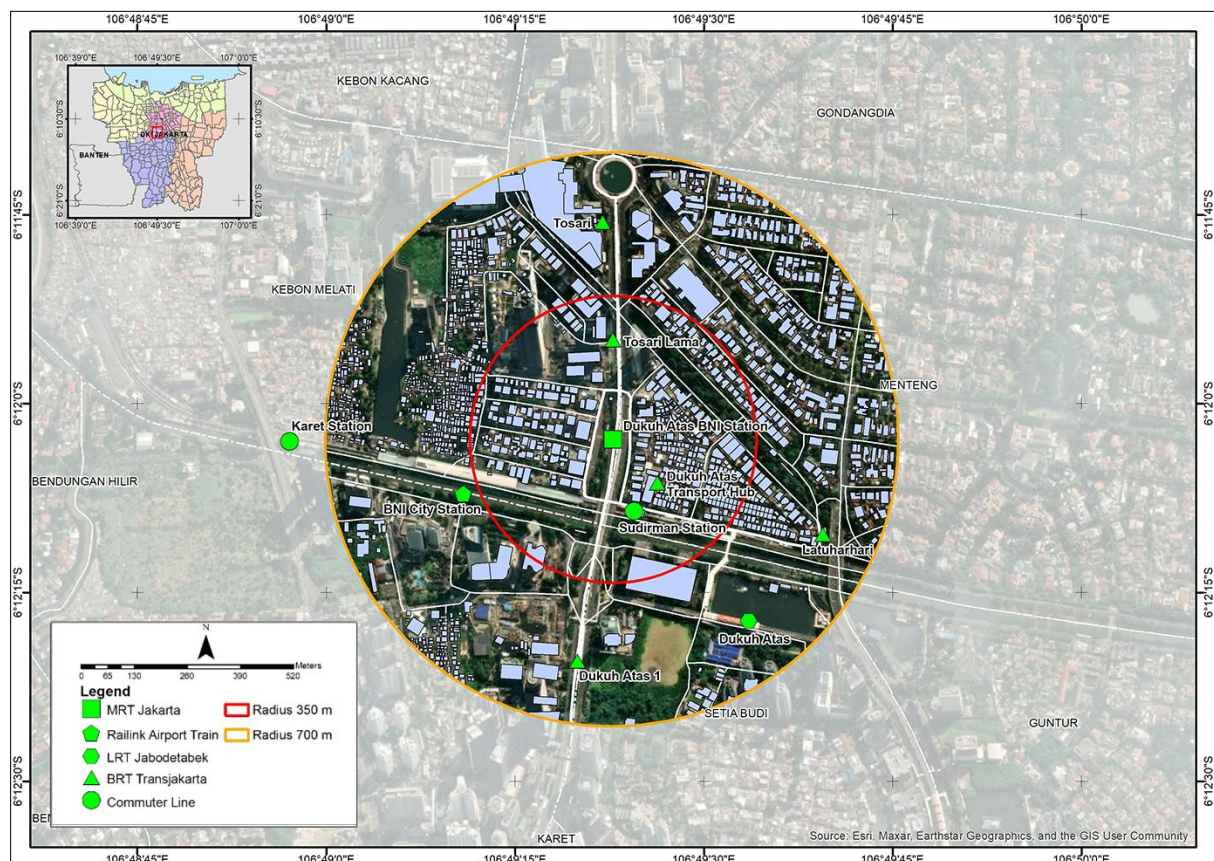 106°48'45"E 106°49'0"E 106°49'15"E 106°49'30"E 106°49'45"E 106°50'0"E
106°39'0"E 106°49'30"E 107°0'0"E
6°10'30"S 6°10'30"S
DKI JAKARTA
BANTEN
6°21'0"S 6°21'0"S
106°39'0"E 106°49'30"E 107°0'0"E
KEBON KACANG
GONDANGDIA
6°11'45"S 6°11'45"S
Tosari
KEBON MELATI
Tosari Lama
MENTENG
6°12'0"S 6°12'0"S
Karet Station
Dukuh Atas BNI Station
BENDUNGAN HILIR
Dukuh Atas
Transport Hub
BNI City Station
Sudirman Station
Latuharhari
6°12'15"S 6°12'15"S
Dukuh Atas
Dukuh Atas 1
SETIA BUDI
GUNTUR
N
Meters
0 65 130 260 390 520
Legend
MRT Jakarta
Radius 350 m
Railink Airport Train
Radius 700 m
LRT Jabodetabek
BRT Transjakarta
Commuter Line
6°12'30"S 6°12'30"S
KARET
Source: Esri, Maxar, Earthstar Geographics, and the GIS User Community
106°48'45"E 106°49'0"E 106°49'15"E 106°49'30"E 106°49'45"E 106°50'0"E